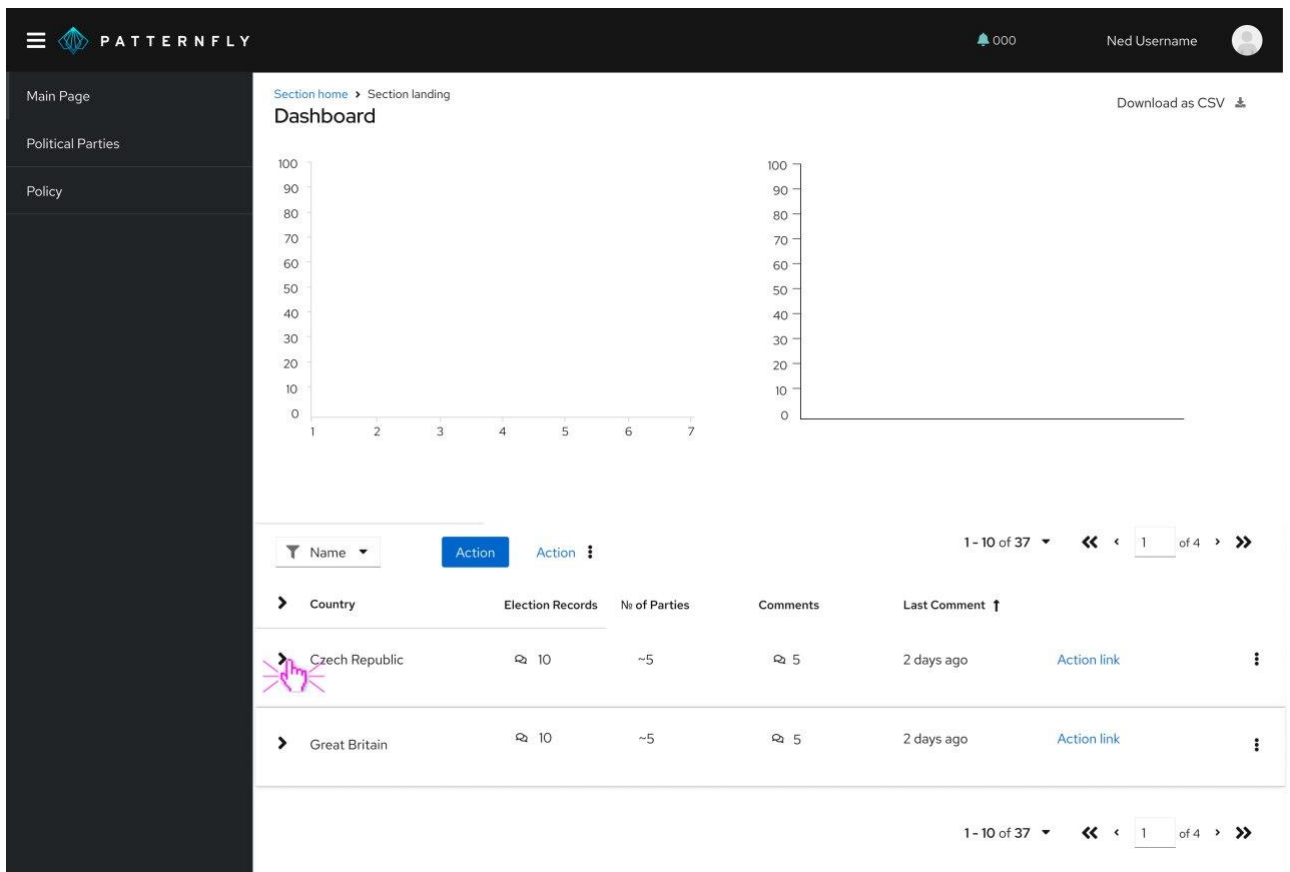 PATTERNFLY
000
Ned Username
Main Page
Political Parties
Policy
Section home > Section landing
Dashboard
Download as CSV
100
90
80
70
60
50
40
30
20
10
0
1 2 3 4 5 6 7
100
90
80
70
60
50
40
30
20
10
0
Name
Action
Action
1 - 10 of 37
1 of 4
Country Election Records № of Parties Comments Last Comment
Czech Republic 10 ~5 5 2 days ago Action link
Great Britain 10 ~5 5 2 days ago Action link
1 - 10 of 37
1 of 4